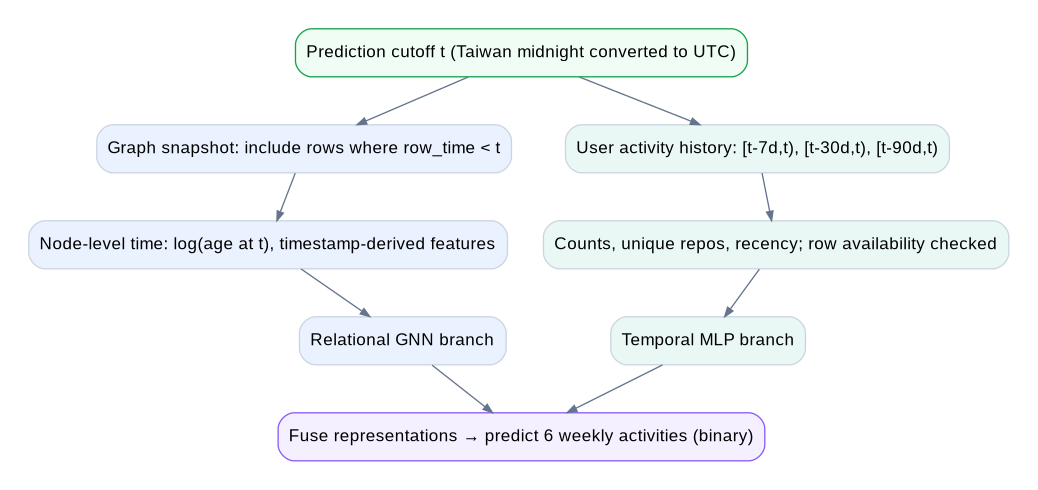 Prediction cutoff t (Taiwan midnight converted to UTC)
Graph snapshot: include rows where row_time < t
User activity history: [t-7d,t), [t-30d,t), [t-90d,t)
Node-level time: log(age at t), timestamp-derived features
Counts, unique repos, recency; row availability checked
Relational GNN branch
Temporal MLP branch
Fuse representations → predict 6 weekly activities (binary)